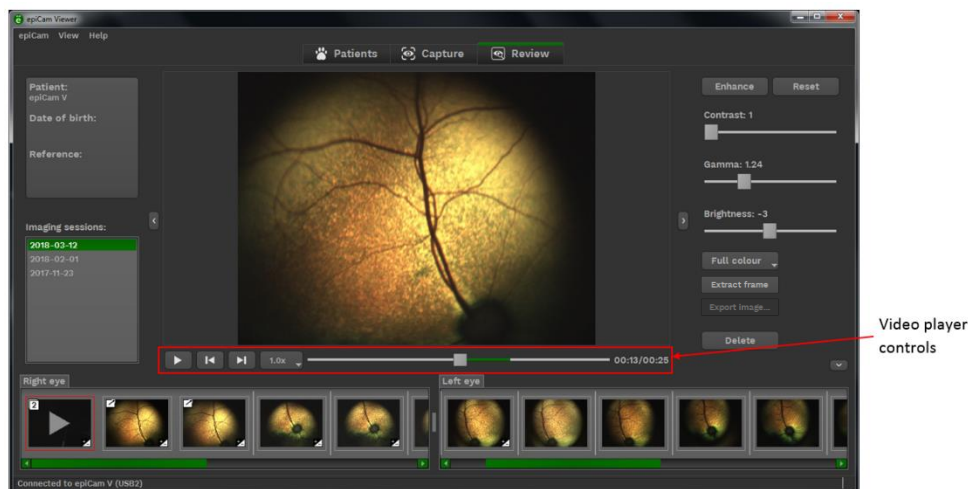 epiCam Viewer
epiCam View Help
Patients Capture Review
Patient:
epiCam V
Date of birth:
Reference:
Imaging sessions:
2018-03-12
2018-02-01
2017-11-23
Enhance Reset
Contrast: 1
Gamma: 1.24
Brightness: -3
Full colour
Extract frame
Export image...
Delete
1.0x 00:13/00:25
Video player
controls
Right eye Left eye
2
Connected to epiCam V (USB2)